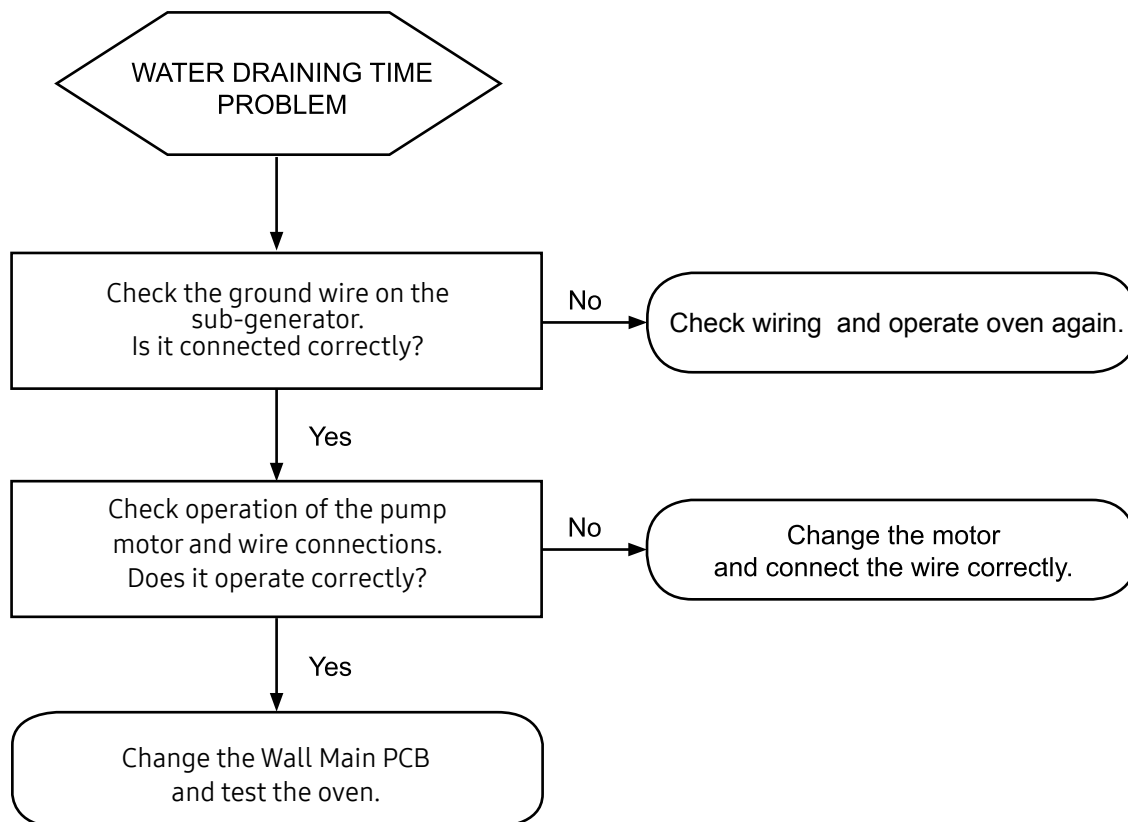 WATER DRAINING TIME
PROBLEM
Check the ground wire on the
sub-generator.
Is it connected correctly?
No
Check wiring and operate oven again.
Yes
Check operation of the pump
motor and wire connections.
Does it operate correctly?
No
Change the motor
and connect the wire correctly.
Yes
Change the Wall Main PCB
and test the oven.